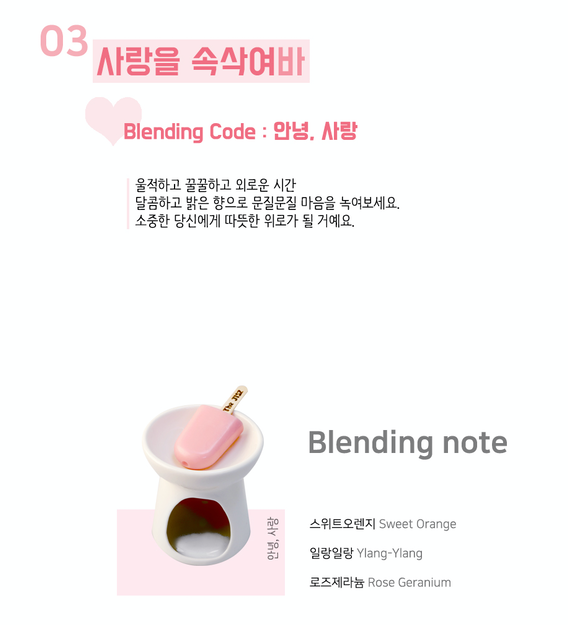 03
사랑을 속삭여바
Blending Code : 안녕, 사랑
울적하고 꿀꿀하고 외로운 시간
달콤하고 밝은 향으로 문질문질 마음을 녹여보세요.
소중한 당신에게 따뜻한 위로가 될 거예요.
Blending note
안녕, 사랑
스위트오렌지 Sweet Orange
일랑일랑 Ylang-Ylang
로즈제라늄 Rose Geranium